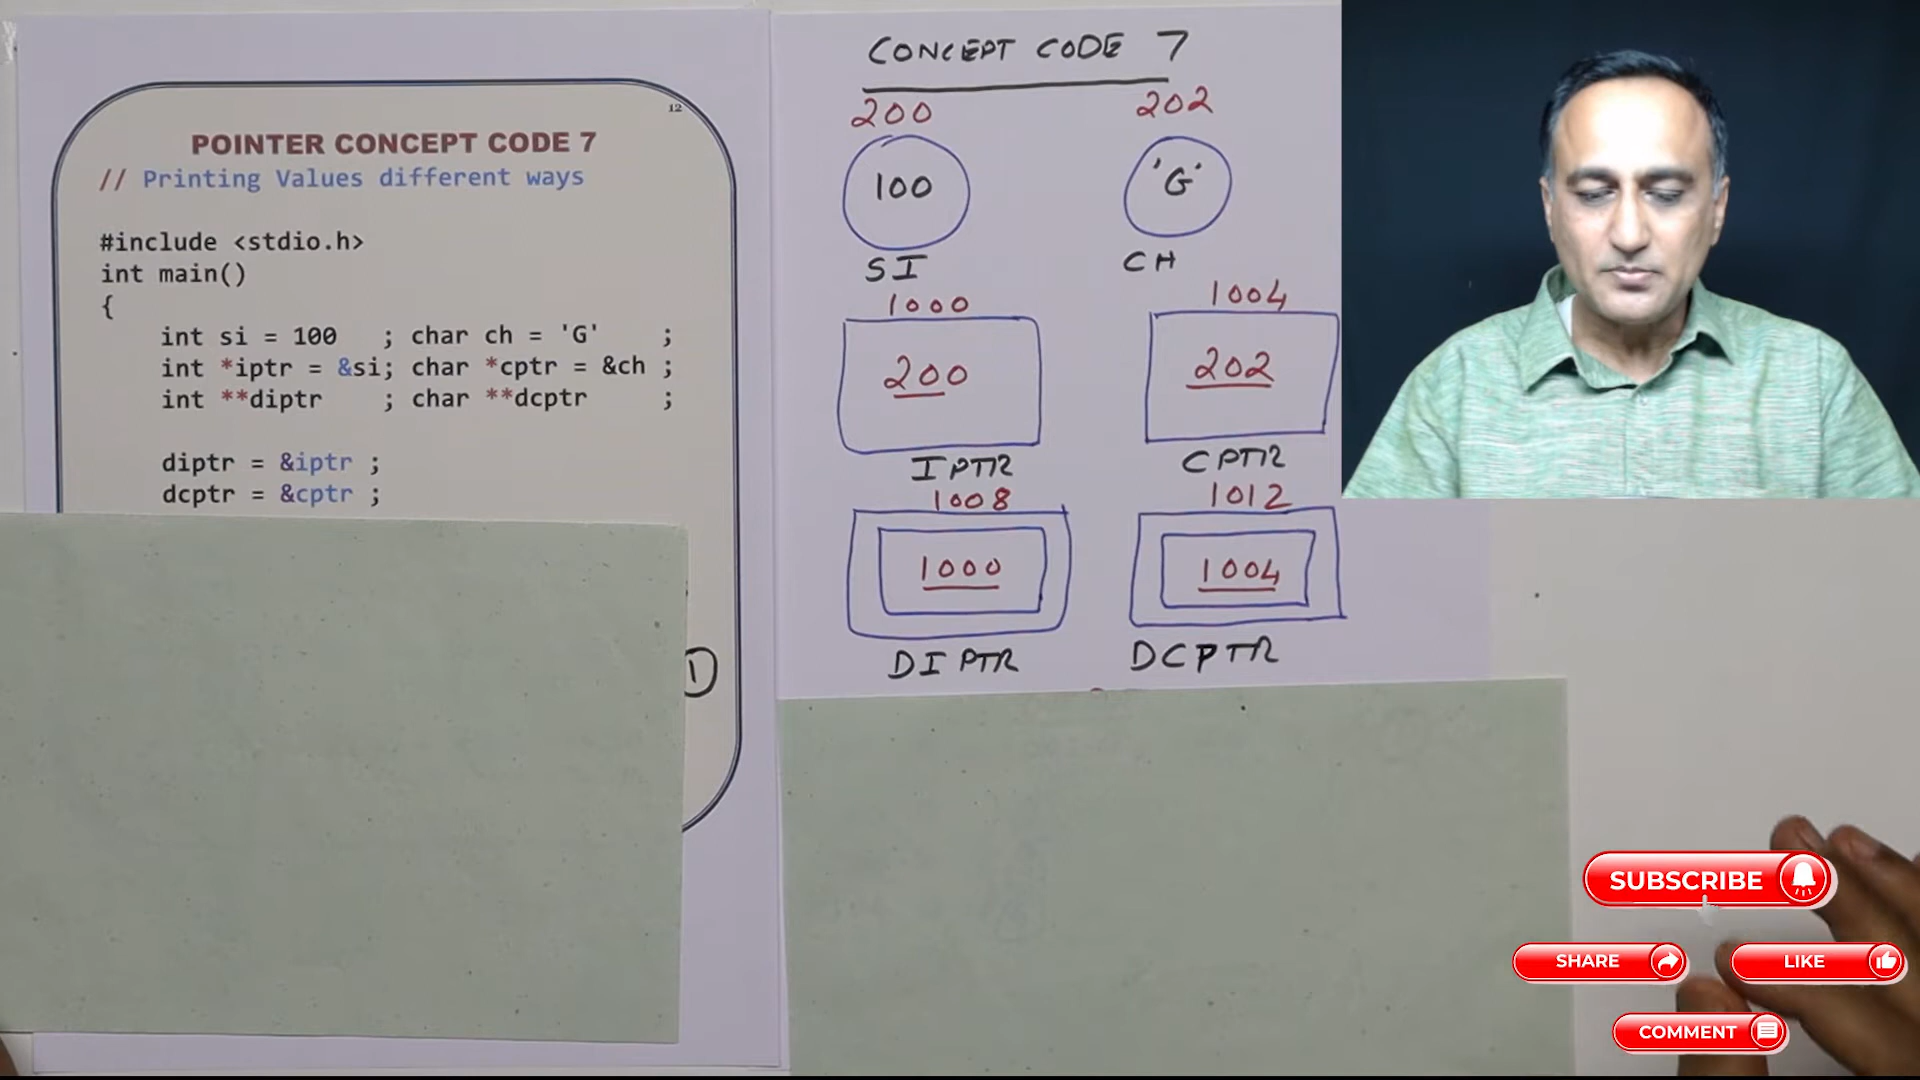 12
POINTER CONCEPT CODE 7
// Printing Values different ways
#include <stdio.h>
int main()
{
int si = 100 ; char ch = 'G' ;
int *iptr = &si; char *cptr = &ch ;
int **diptr ; char **dcptr ;
diptr = &iptr ;
dcptr = &cptr ;
1
CONCEPT CODE 7
200 202
100 'G'
SI CH
1000 1004
200 202
IPTR CPTR
1008 1012
1000 1004
DIPTR DCPTR
SUBSCRIBE
SHARE LIKE
COMMENT